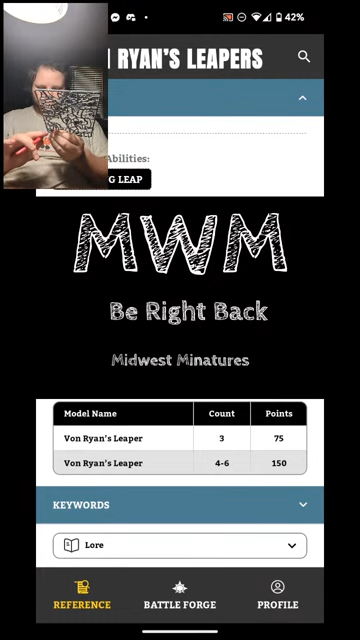 42%
RYAN'S LEAPERS
Abilities:
LEAP
MWM
Be Right Back
Midwest Minatures
Model Name Count Points
Von Ryan's Leaper 3 75
Von Ryan's Leaper 4-6 150
KEYWORDS
Lore
REFERENCE BATTLE FORGE PROFILE